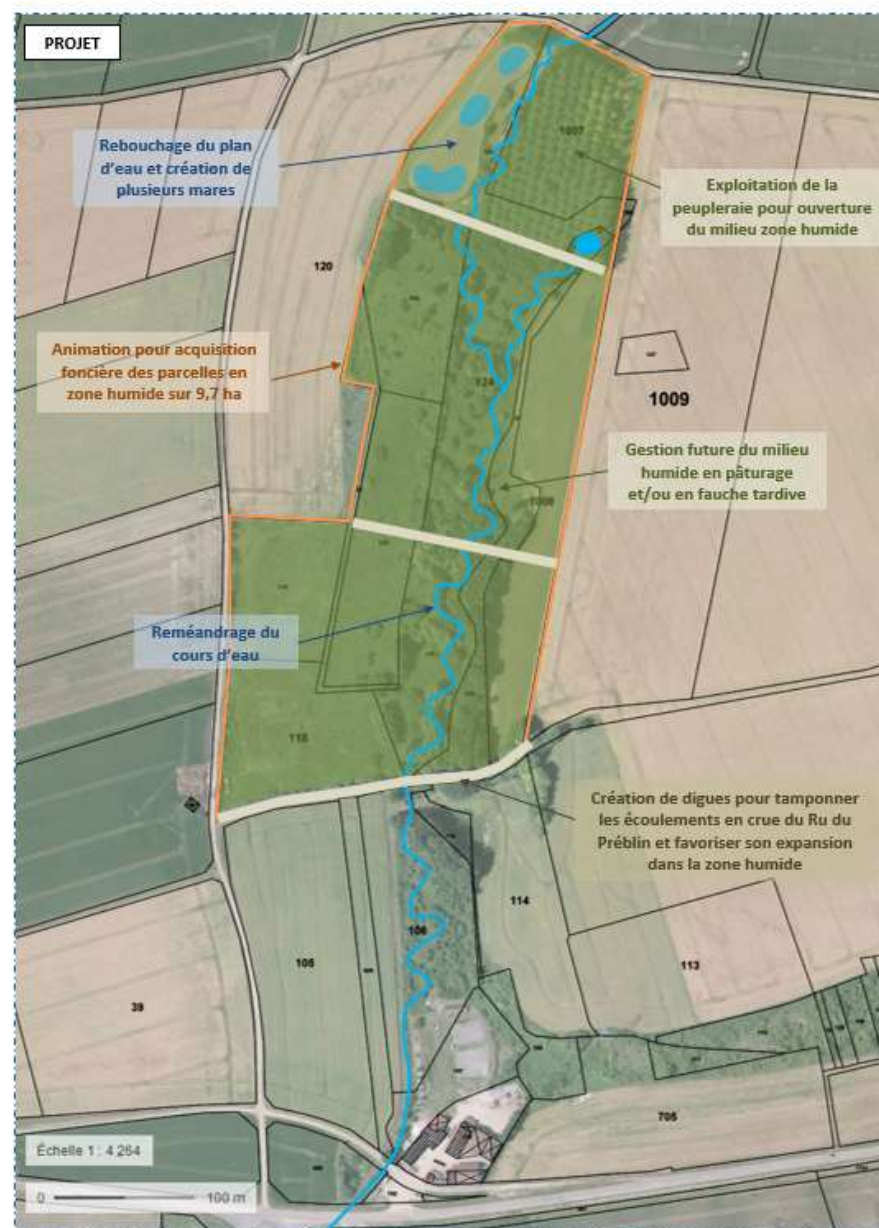 PROJET
Rebouchage du plan
d'eau et création de
plusieurs mares
1007
Exploitation de la
peupleraie pour ouverture
du milieu zone humide
120
Animation pour acquisition
foncière des parcelles en
zone humide sur 9,7 ha
124
1009
Gestion future du milieu
humide en pâturage
et/ou en fauche tardive
1008
Reméandrage du
cours d'eau
118
Création de digues pour tamponner
les écoulements en crue du Ru du
Préblin et favoriser son expansion
dans la zone humide
114
106
105
113
39
705
Échelle 1 : 4 264
0 100 m